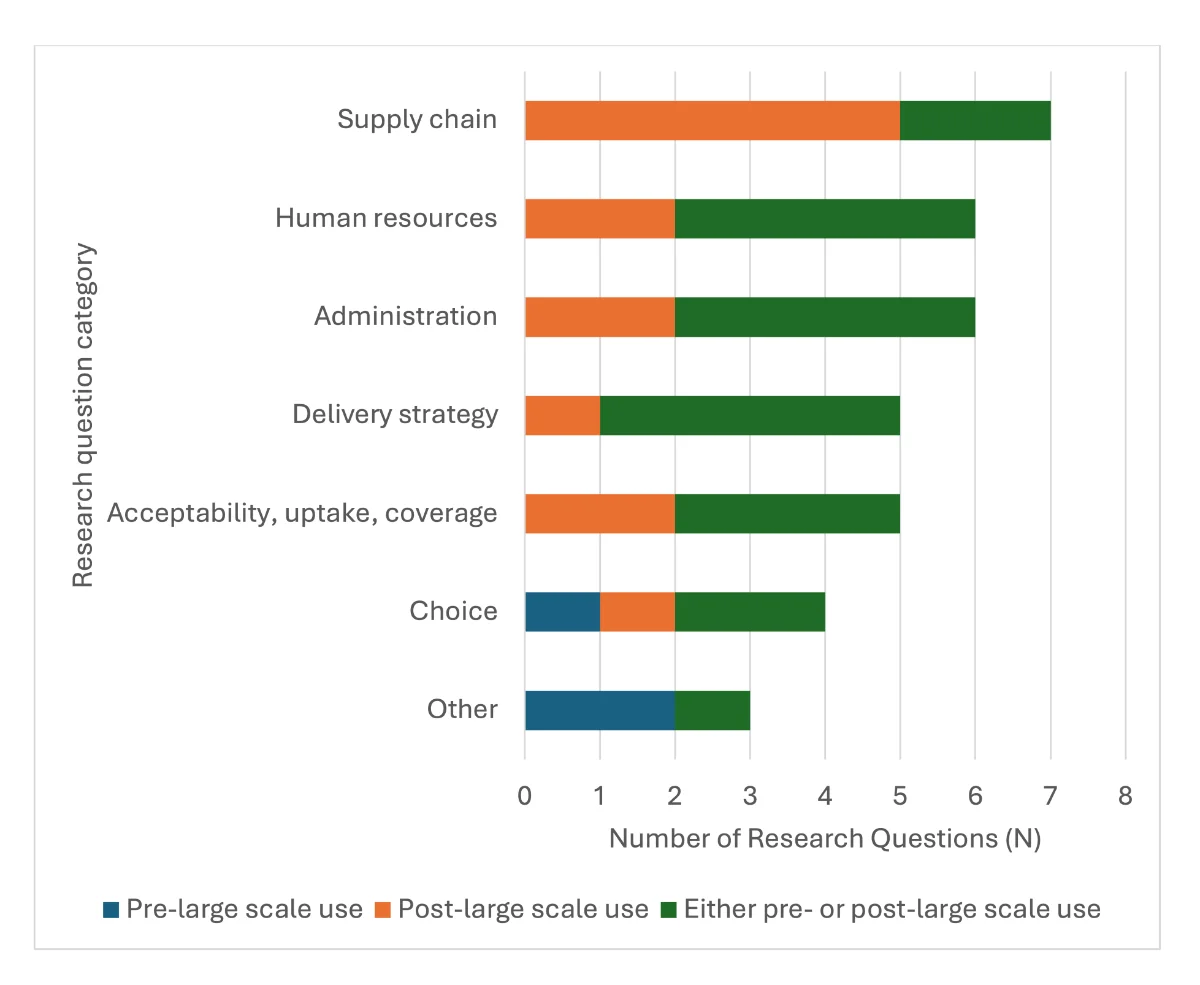 Supply chain
Human resources
Administration
Delivery strategy
Acceptability, uptake, coverage
Choice
Other
Research question category
0 1 2 3 4 5 6 7 8
Number of Research Questions (N)
Pre-large scale use Post-large scale use Either pre- or post-large scale use